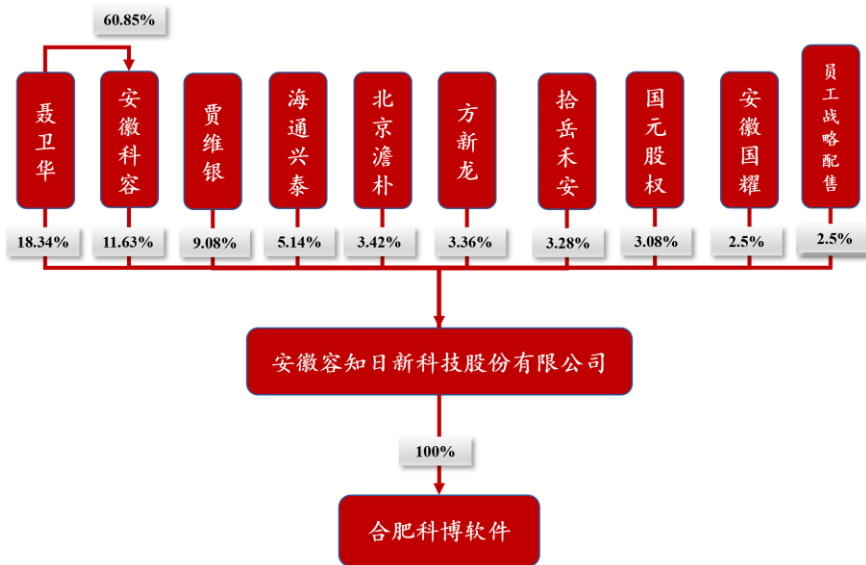 60.85%
聂卫华
安徽科容
贾维银
海通兴泰
北京澹朴
方新龙
拾岳禾安
国元股权
安徽国耀
员工战略配售
18.34%
11.63%
9.08%
5.14%
3.42%
3.36%
3.28%
3.08%
2.5%
2.5%
安徽容知日新科技股份有限公司
100%
合肥科博软件